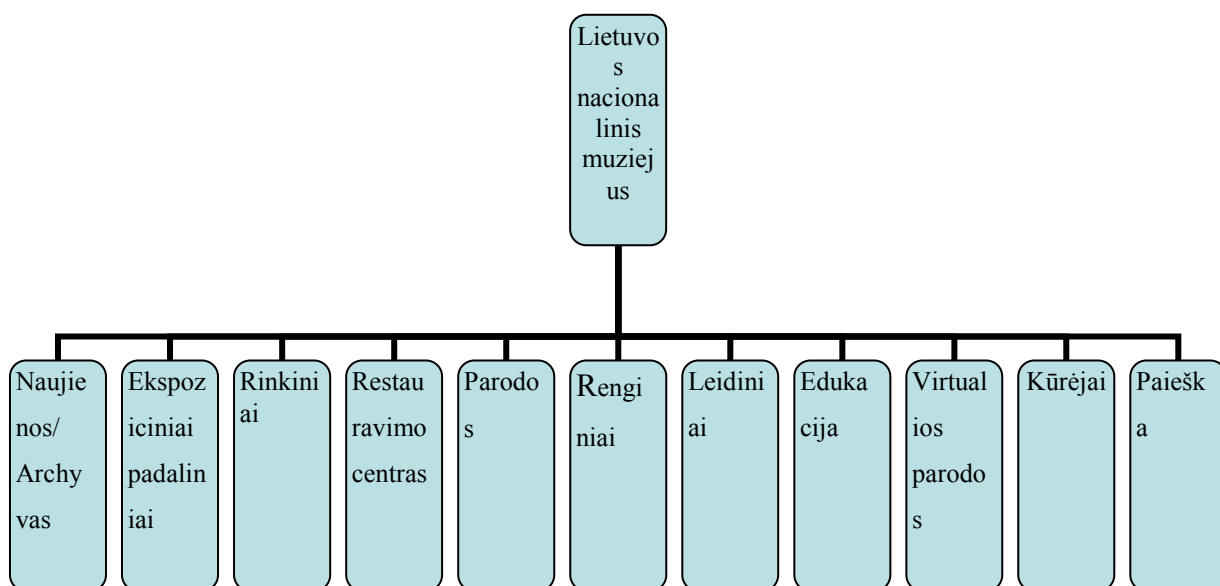 Lietuvo
s
naciona
linis
muziej
us
Naujie
nos/
Archy
vas
Ekspoz
iciniai
padalin
iai
Rinkini
ai
Restau
ravimo
centras
Parodo
s
Rengi
niai
Leidini
ai
Eduka
cija
Virtual
ios
parodo
s
Kūrėjai
Paiešk
a